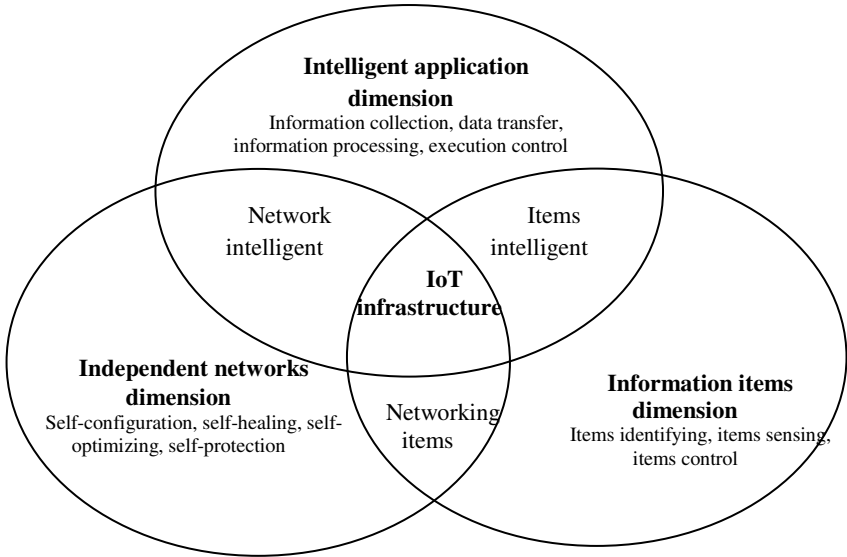 Intelligent application
dimension
Information collection, data transfer,
information processing, execution control
Network
intelligent
Items
intelligent
IoT
infrastructure
Independent networks
dimension
Self-configuration, self-healing, self-
optimizing, self-protection
Networking
items
Information items
dimension
Items identifying, items sensing,
items control